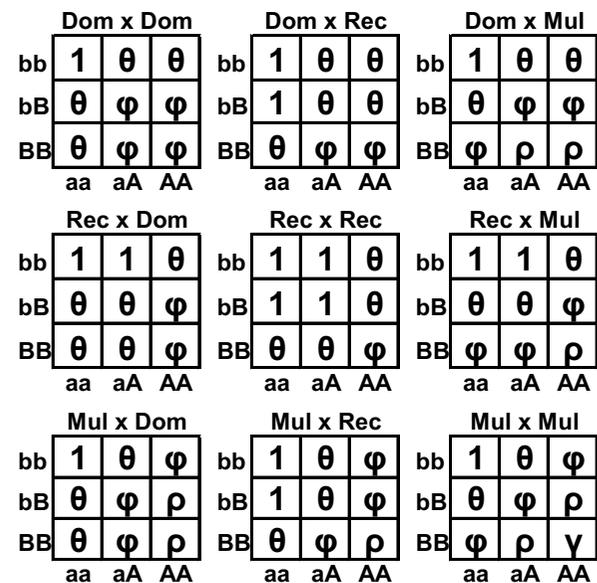 Dom x Dom Dom x Rec Dom x Mul
bb 1 θ θ bb 1 θ θ bb 1 θ θ
bB θ φ φ bB 1 θ θ bB θ φ φ
BB θ φ φ BB θ φ φ BB φ ρ ρ
aa aA AA aa aA AA aa aA AA
Rec x Dom Rec x Rec Rec x Mul
bb 1 1 θ bb 1 1 θ bb 1 1 θ
bB θ θ φ bB 1 1 θ bB θ θ φ
BB θ θ φ BB θ θ φ BB φ φ ρ
aa aA AA aa aA AA aa aA AA
Mul x Dom Mul x Rec Mul x Mul
bb 1 θ φ bb 1 θ φ bb 1 θ φ
bB θ φ ρ bB 1 θ φ bB θ φ ρ
BB θ φ ρ BB θ φ ρ BB φ ρ γ
aa aA AA aa aA AA aa aA AA